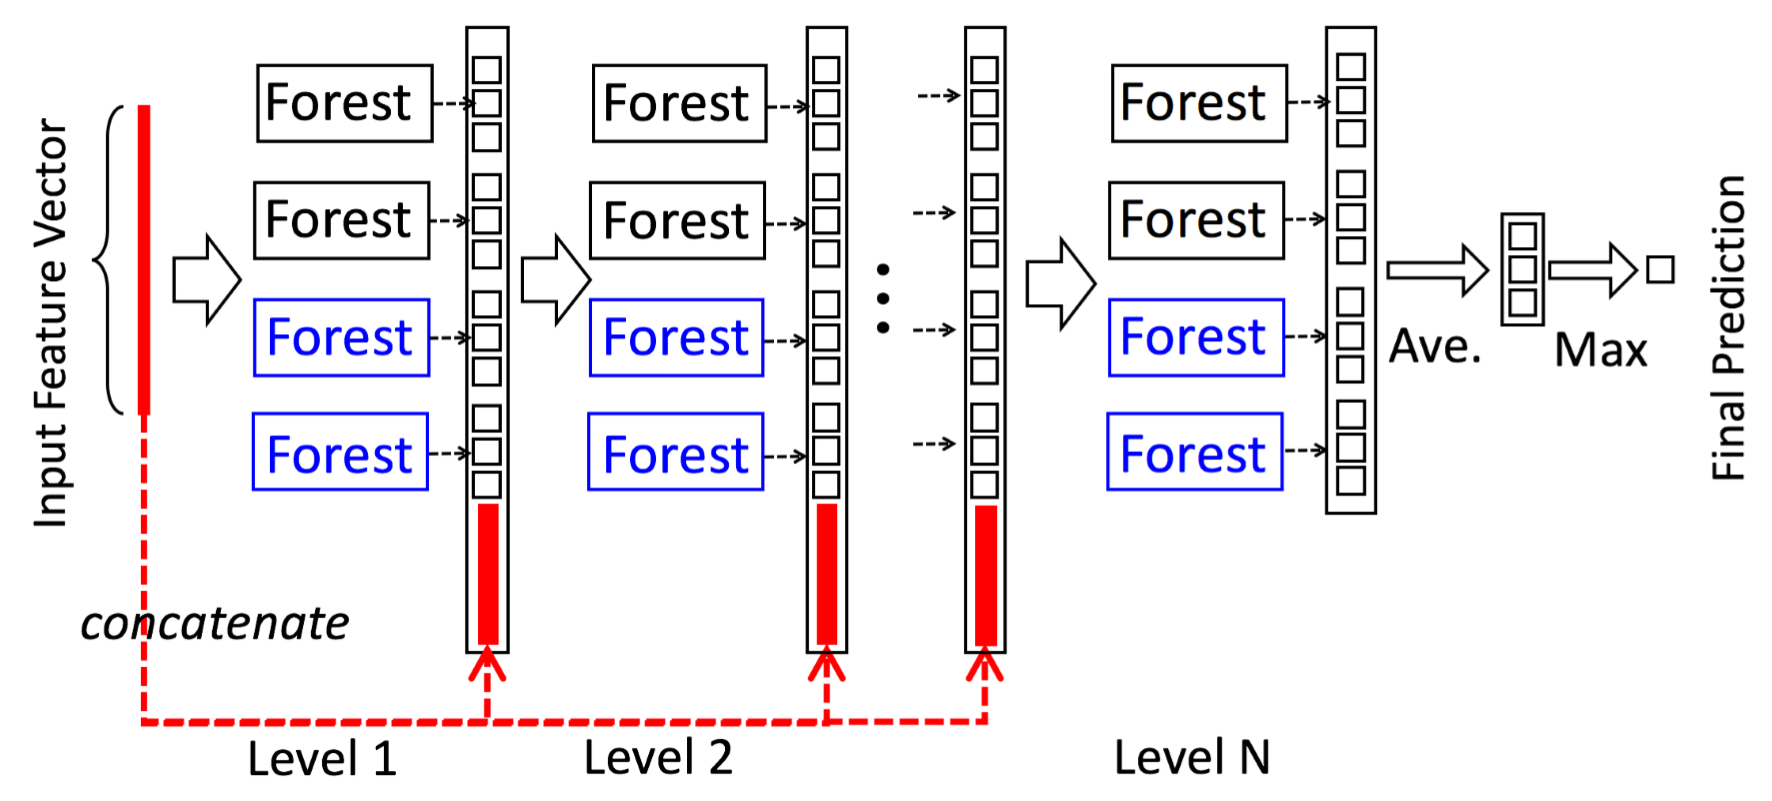 Input Feature Vector
Forest
Forest
Forest
Forest
concatenate
Level 1
Forest
Forest
Forest
Forest
Level 2
Forest
Forest
Forest
Forest
Level N
Ave.
Max
Final Prediction